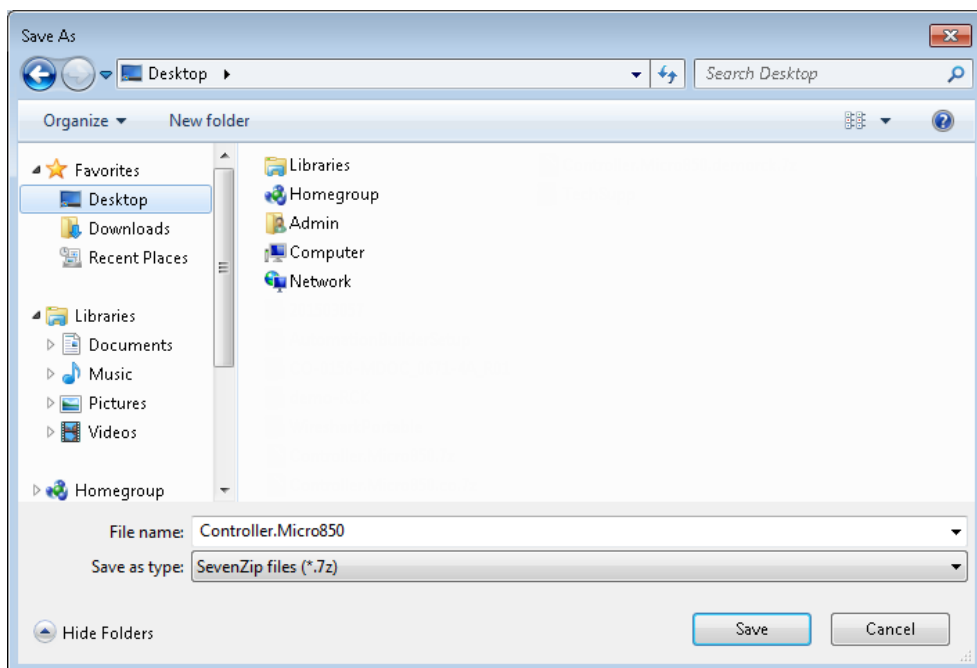 Save As
Desktop
Search Desktop
Organize
New folder
Favorites
Desktop
Downloads
Recent Places
Libraries
Documents
Music
Pictures
Videos
Homegroup
Libraries
Homegroup
Admin
Computer
Network
File name: Controller.Micro850
Save as type: SevenZip files (*.7z)
Hide Folders
Save
Cancel